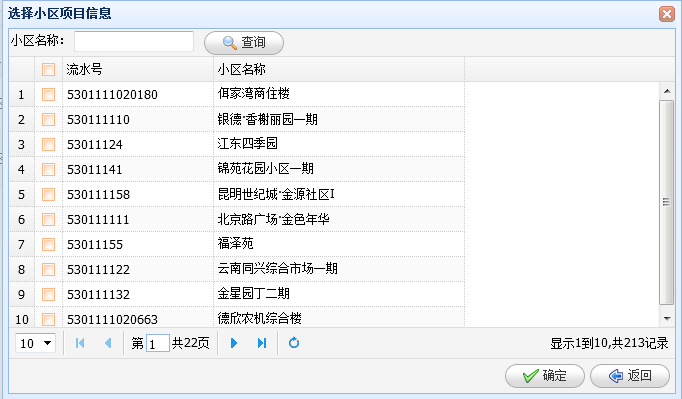 选择小区项目信息
小区名称: 查询
流水号 小区名称
1 5301111020180 佴家湾商住楼
2 530111110 银德·香榭丽园一期
3 53011124 江东四季园
4 53011141 锦苑花园小区一期
5 530111158 昆明世纪城·金源社区I
6 530111111 北京路广场·金色年华
7 53011155 福泽苑
8 530111122 云南同兴综合市场一期
9 530111132 金星园丁二期
10 5301111020663 德欣农机综合楼
10 第 1 共22页 显示1到10,共213记录
确定 返回